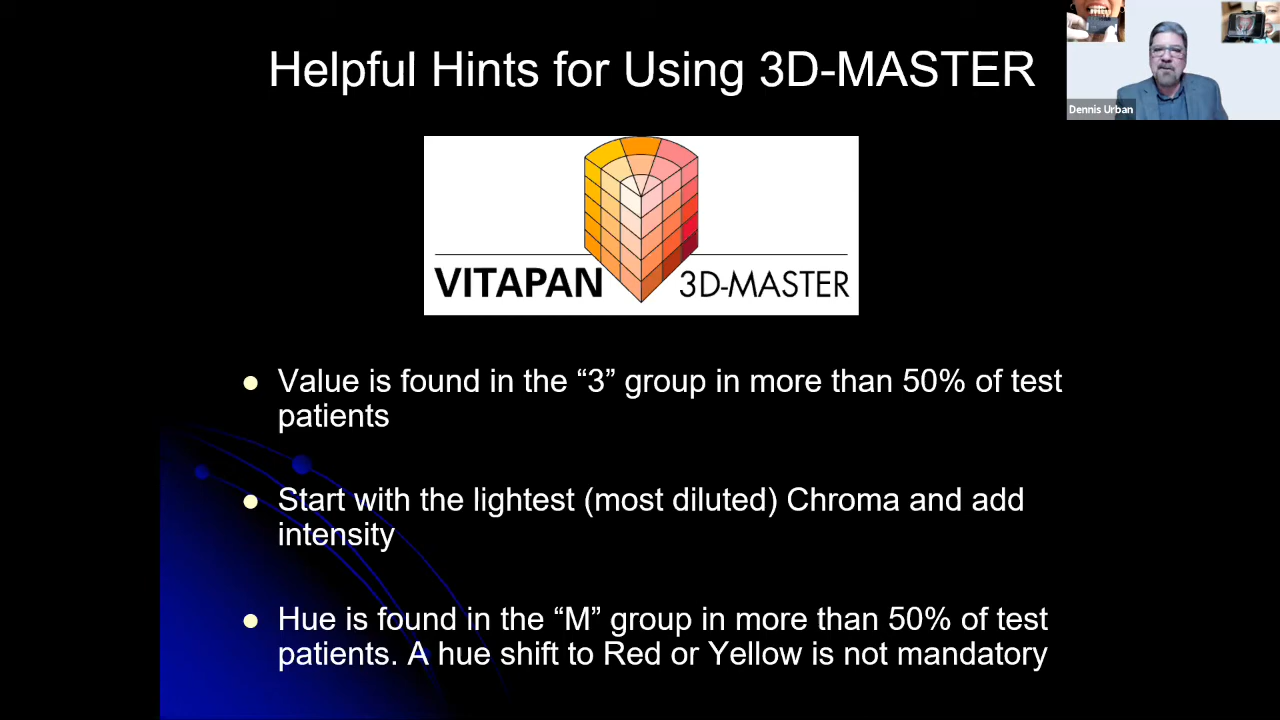 Helpful Hints for Using 3D-MASTER
Dennis Urban
VITAPAN 3D-MASTER
Value is found in the “3” group in more than 50% of test
patients
Start with the lightest (most diluted) Chroma and add
intensity
Hue is found in the “M” group in more than 50% of test
patients. A hue shift to Red or Yellow is not mandatory